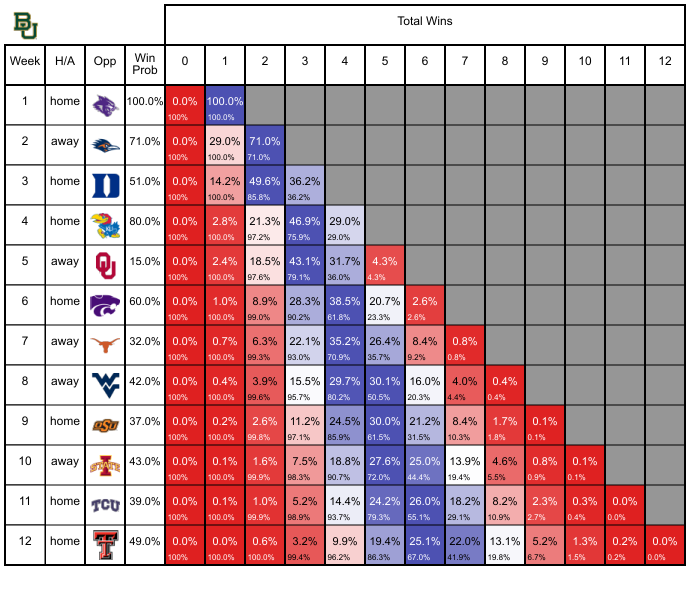 BU
Total Wins
Week H/A Opp Win Prob 0 1 2 3 4 5 6 7 8 9 10 11 12
1 home 100.0% 0.0% 100.0%
100% 100.0%
2 away 71.0% 0.0% 29.0% 71.0%
100% 100.0% 71.0%
3 home D 51.0% 0.0% 14.2% 49.6% 36.2%
100% 100.0% 85.8% 36.2%
4 home KU 80.0% 0.0% 2.8% 21.3% 46.9% 29.0%
100% 100.0% 97.2% 75.9% 29.0%
5 away OU 15.0% 0.0% 2.4% 18.5% 43.1% 31.7% 4.3%
100% 100.0% 97.6% 79.1% 36.0% 4.3%
6 home 60.0% 0.0% 1.0% 8.9% 28.3% 38.5% 20.7% 2.6%
100% 100.0% 99.0% 90.2% 61.8% 23.3% 2.6%
7 away 32.0% 0.0% 0.7% 6.3% 22.1% 35.2% 26.4% 8.4% 0.8%
100% 100.0% 99.3% 93.0% 70.9% 35.7% 9.2% 0.8%
8 away WV 42.0% 0.0% 0.4% 3.9% 15.5% 29.7% 30.1% 16.0% 4.0% 0.4%
100% 100.0% 99.6% 95.7% 80.2% 50.5% 20.3% 4.4% 0.4%
9 home OSU 37.0% 0.0% 0.2% 2.6% 11.2% 24.5% 30.0% 21.2% 8.4% 1.7% 0.1%
100% 100.0% 99.8% 97.1% 85.9% 61.5% 31.5% 10.3% 1.8% 0.1%
10 away I STATE 43.0% 0.0% 0.1% 1.6% 7.5% 18.8% 27.6% 25.0% 13.9% 4.6% 0.8% 0.1%
100% 100.0% 99.9% 98.3% 90.7% 72.0% 44.4% 19.4% 5.5% 0.9% 0.1%
11 home TCU 39.0% 0.0% 0.1% 1.0% 5.2% 14.4% 24.2% 26.0% 18.2% 8.2% 2.3% 0.3% 0.0%
100% 100.0% 99.9% 98.9% 93.7% 79.3% 55.1% 29.1% 10.9% 2.7% 0.4% 0.0%
12 home T 49.0% 0.0% 0.0% 0.6% 3.2% 9.9% 19.4% 25.1% 22.0% 13.1% 5.2% 1.3% 0.2% 0.0%
100% 100.0% 100.0% 99.4% 96.2% 86.3% 67.0% 41.9% 19.8% 6.7% 1.5% 0.2% 0.0%